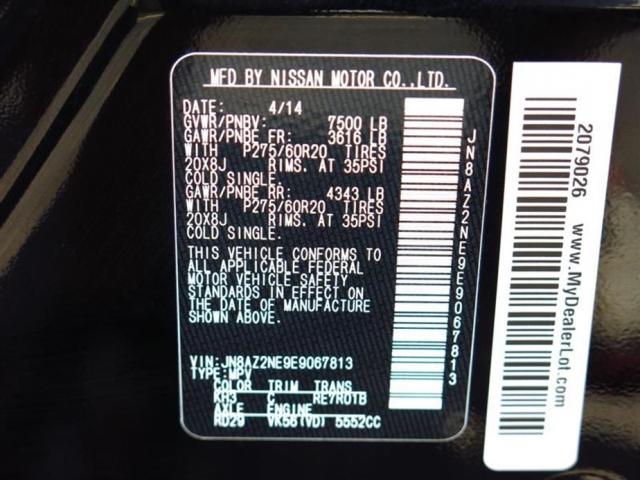 MFD BY NISSAN MOTOR CO.,LTD.
DATE: 4/14
GVWR/PNBV: 7500 LB
GAWR/PNBE FR: 3616 LB
WITH P275/60R20 TIRES
20X8J RIMS. AT 35PSI
COLD SINGLE.
GAWR/PNBE RR: 4343 LB
WITH P275/60R20 TIRES
20X8J RIMS. AT 35PSI
COLD SINGLE.
THIS VEHICLE CONFORMS TO
ALL APPLICABLE FEDERAL
MOTOR VEHICLE SAFETY
STANDARDS IN EFFECT ON
THE DATE OF MANUFACTURE
SHOWN ABOVE.
VIN:JN8AZ2NE9E9067813
TYPE:MPV
COLOR TRIM TRANS
KH3 C RE7R01B
AXLE ENGINE
RD29 VK56(VD) 5552CC
JN8AZ2NE9E9067813
2079026
www.MyDealerLot.com